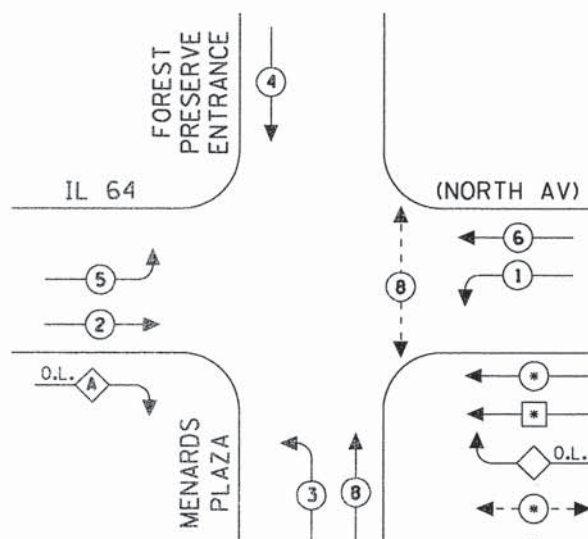 FOREST
PRESERVE
ENTRANCE
4
IL 64
(NORTH AV)
6
5
1
8
2
O.L.
A
*
*
O.L.
MENARDS
PLAZA
3
8
*